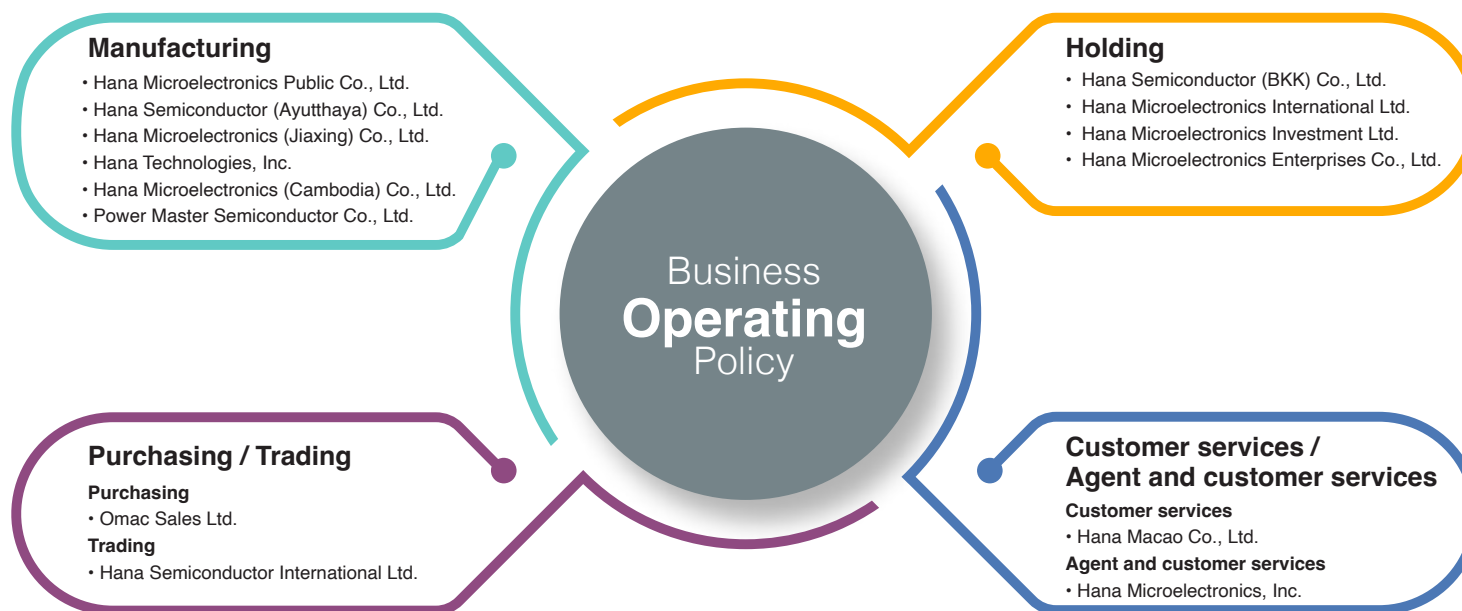 Manufacturing
• Hana Microelectronics Public Co., Ltd.
• Hana Semiconductor (Ayutthaya) Co., Ltd.
• Hana Microelectronics (Jiaxing) Co., Ltd.
• Hana Technologies, Inc.
• Hana Microelectronics (Cambodia) Co., Ltd.
• Power Master Semiconductor Co., Ltd.
Holding
• Hana Semiconductor (BKK) Co., Ltd.
• Hana Microelectronics International Ltd.
• Hana Microelectronics Investment Ltd.
• Hana Microelectronics Enterprises Co., Ltd.
Business
Operating
Policy
Purchasing / Trading
Purchasing
• Omac Sales Ltd.
Trading
• Hana Semiconductor International Ltd.
Customer services /
Agent and customer services
Customer services
• Hana Macao Co., Ltd.
Agent and customer services
• Hana Microelectronics, Inc.